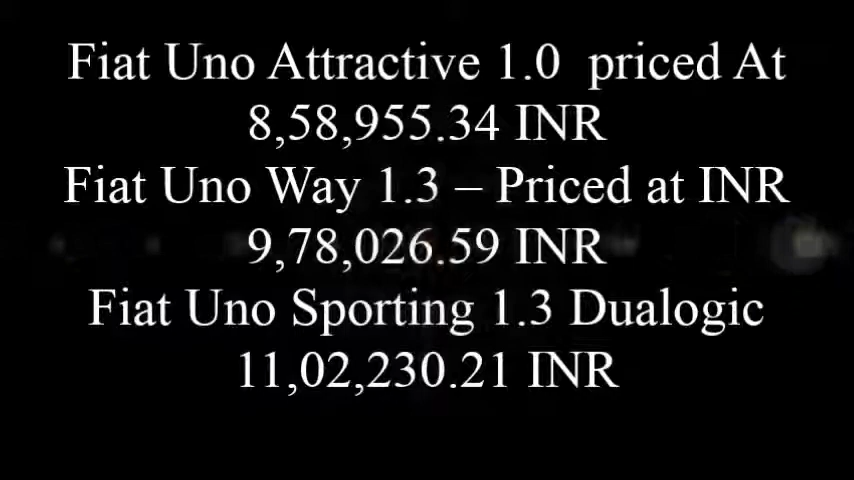 Fiat Uno Attractive 1.0  priced At
8,58,955.34 INR
Fiat Uno Way 1.3 – Priced at INR
9,78,026.59 INR
Fiat Uno Sporting 1.3 Dualogic
11,02,230.21 INR